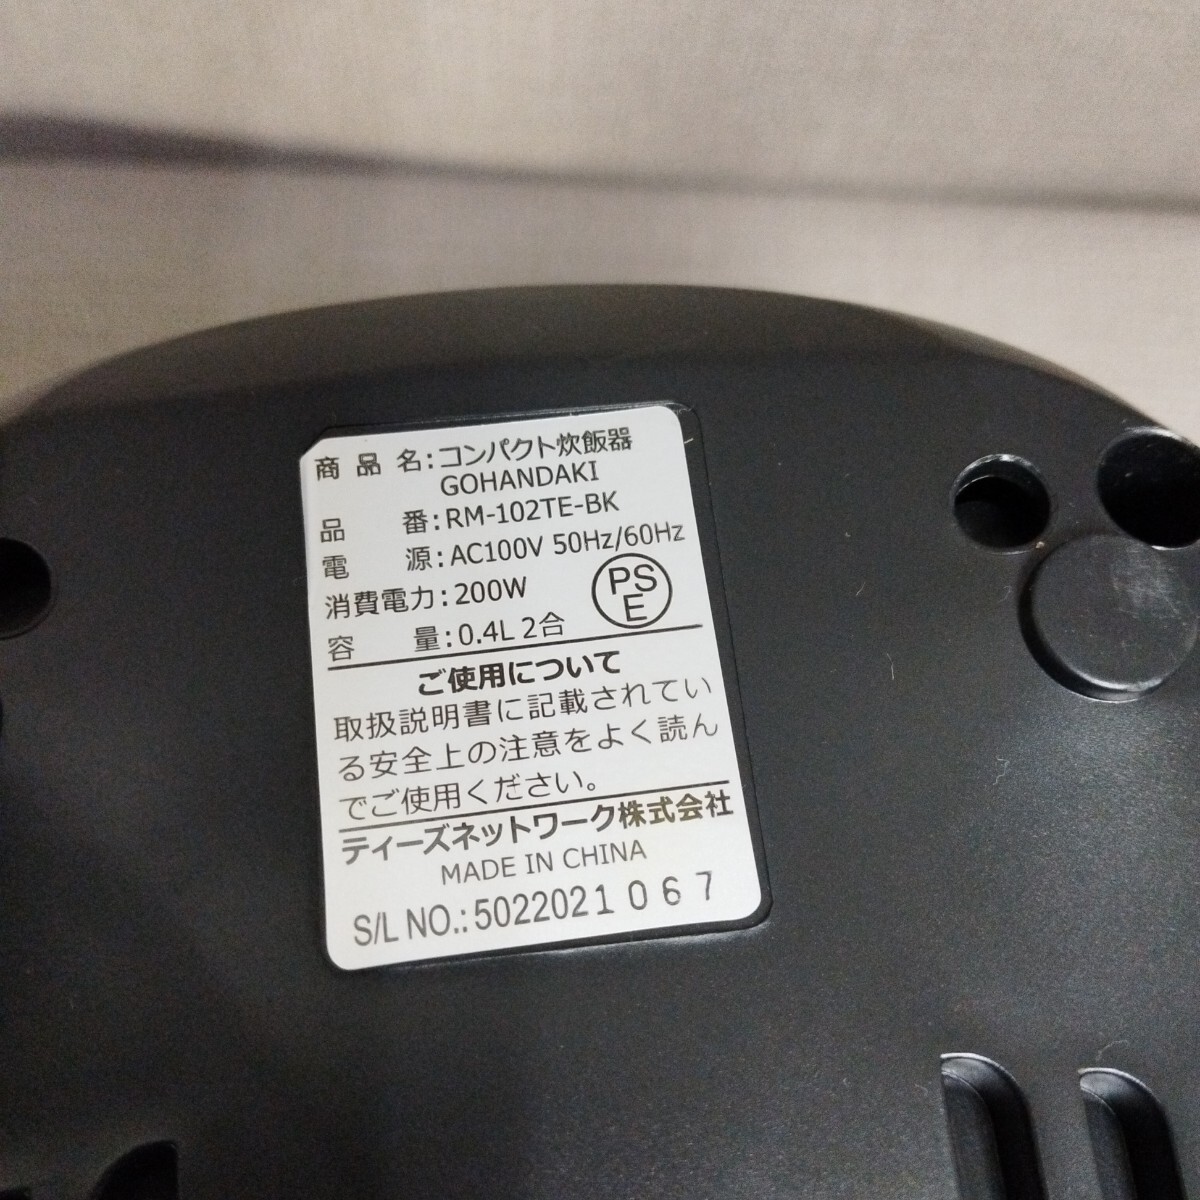 商品名:コンパクト炊飯器
GOHANDAKI
品番:RM-102TE-BK
電源:AC100V 50Hz/60Hz
消費電力:200W
容量:0.4L 2合
PS
E
ご使用について
取扱説明書に記載されてい
る安全上の注意をよく読ん
でご使用ください。
ティーズネットワーク株式会社
MADE IN CHINA
S/L NO.:5022021067